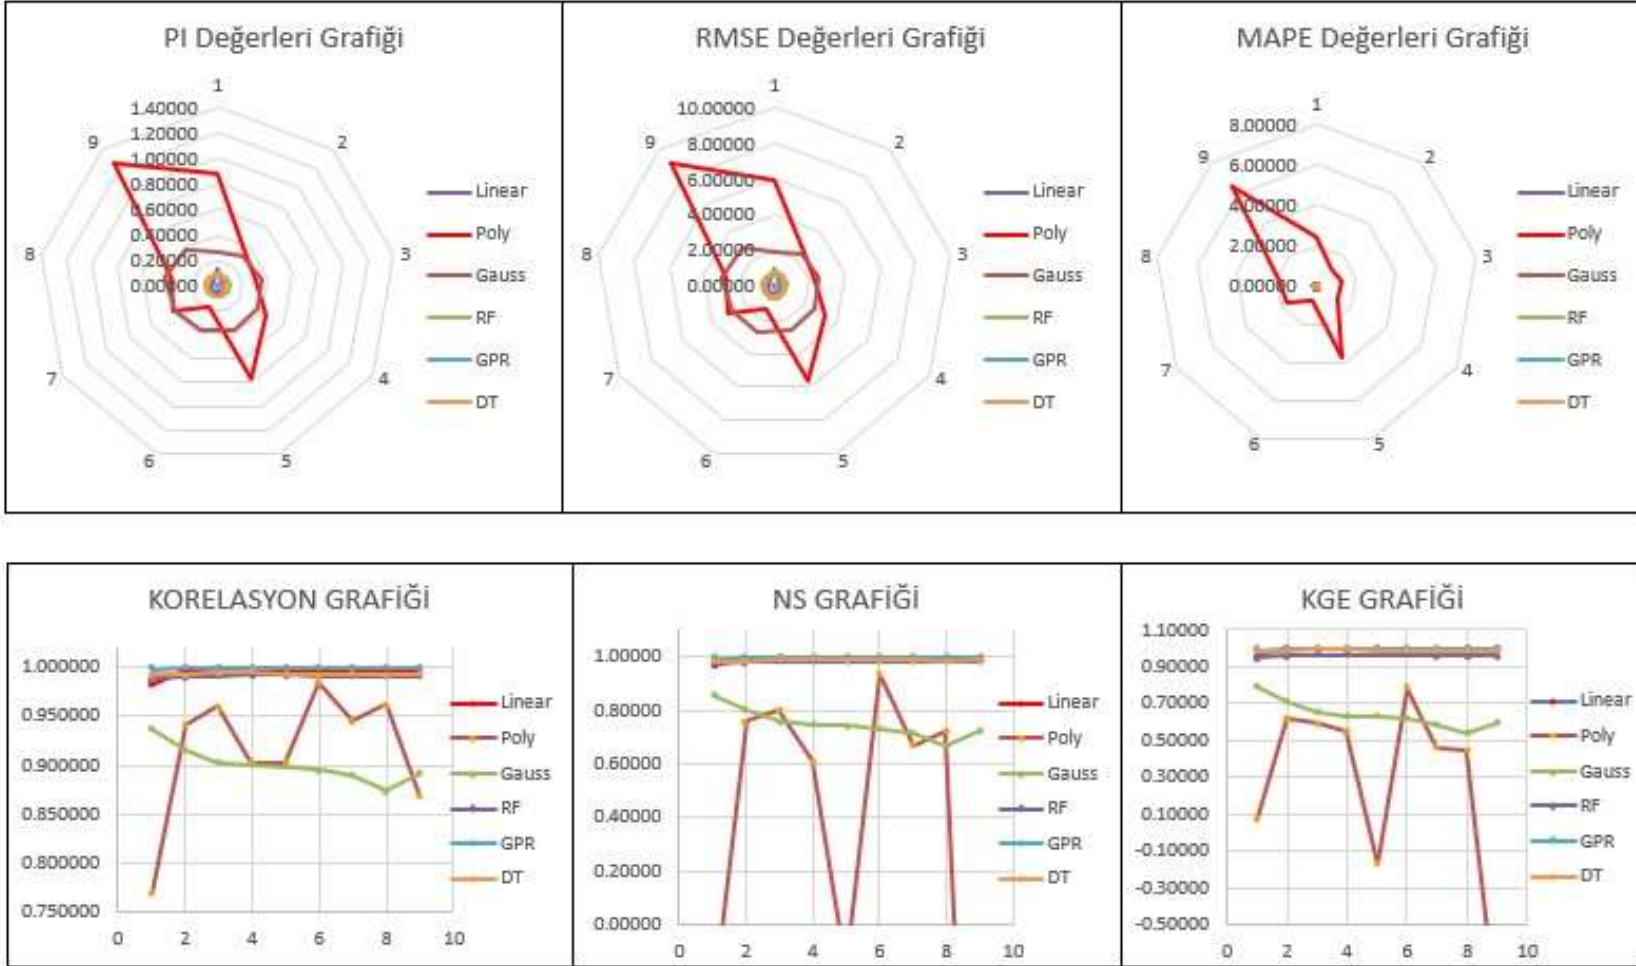 PI Değerleri Grafiği
1
1.40000
1.20000
1.00000
0.80000
0.60000
0.40000
0.20000
0.00000
2
3
4
5
6
7
8
9
Linear
Poly
Gauss
RF
GPR
DT
RMSE Değerleri Grafiği
1
10.00000
8.00000
6.00000
4.00000
2.00000
0.00000
2
3
4
5
6
7
8
9
Linear
Poly
Gauss
RF
GPR
DT
MAPE Değerleri Grafiği
1
8.00000
6.00000
4.00000
2.00000
0.00000
2
3
4
5
6
7
8
9
Linear
Poly
Gauss
RF
GPR
DT
KORELASYON GRAFİĞİ
1.000000
0.950000
0.900000
0.850000
0.800000
0.750000
0 2 4 6 8 10
Linear
Poly
Gauss
RF
GPR
DT
NS GRAFİĞİ
1.00000
0.80000
0.60000
0.40000
0.20000
0.00000
0 2 4 6 8 10
Linear
Poly
Gauss
RF
GPR
DT
KGE GRAFİĞİ
1.10000
0.90000
0.70000
0.50000
0.30000
0.10000
-0.10000
-0.30000
-0.50000
0 2 4 6 8 10
Linear
Poly
Gauss
RF
GPR
DT